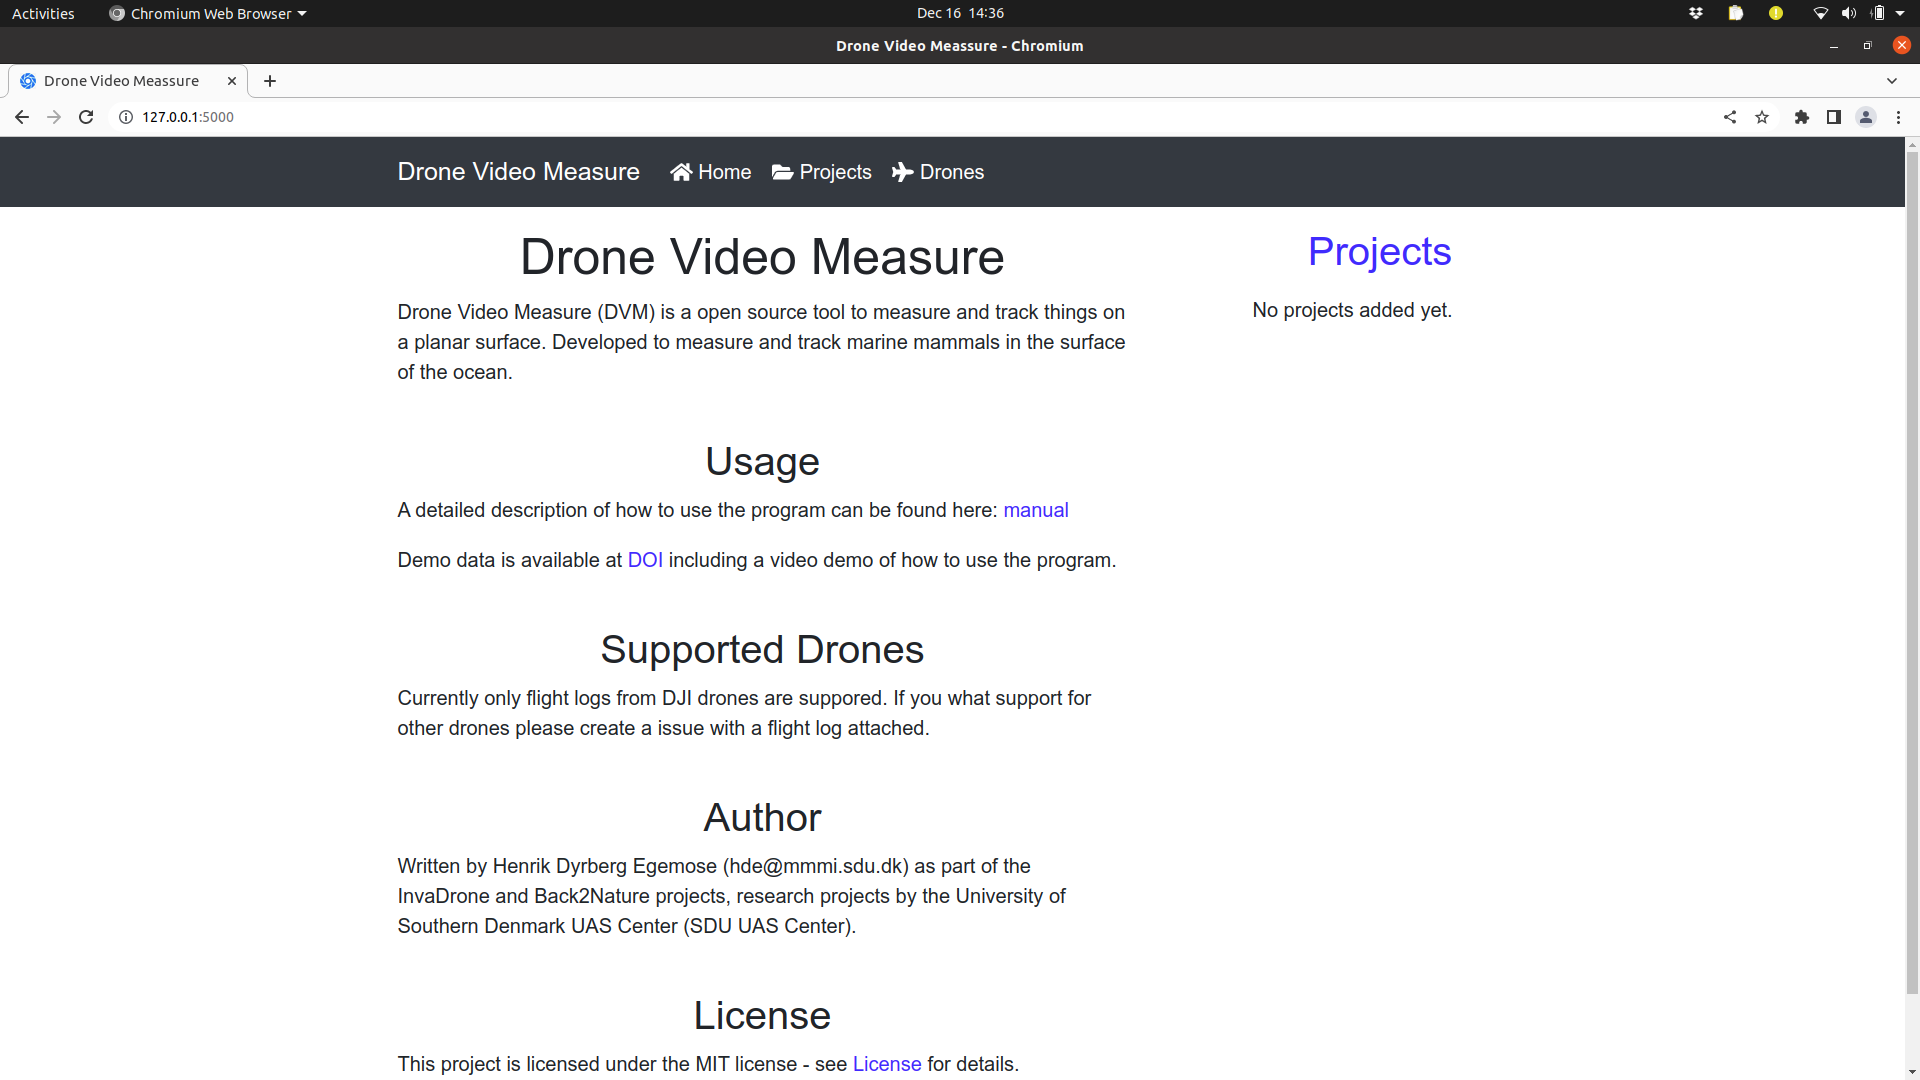 Activities
Chromium Web Browser
Dec 16 14:36
Drone Video Meassure - Chromium
Drone Video Meassure
127.0.0.1:5000
Drone Video Measure
Home
Projects
Drones
Drone Video Measure
Drone Video Measure (DVM) is a open source tool to measure and track things on
a planar surface. Developed to measure and track marine mammals in the surface
of the ocean.
Usage
A detailed description of how to use the program can be found here: manual
Demo data is available at DOI including a video demo of how to use the program.
Supported Drones
Currently only flight logs from DJI drones are suppored. If you what support for
other drones please create a issue with a flight log attached.
Author
Written by Henrik Dyrberg Egemose (hde@mmmi.sdu.dk) as part of the
InvaDrone and Back2Nature projects, research projects by the University of
Southern Denmark UAS Center (SDU UAS Center).
License
This project is licensed under the MIT license - see License for details.
Projects
No projects added yet.